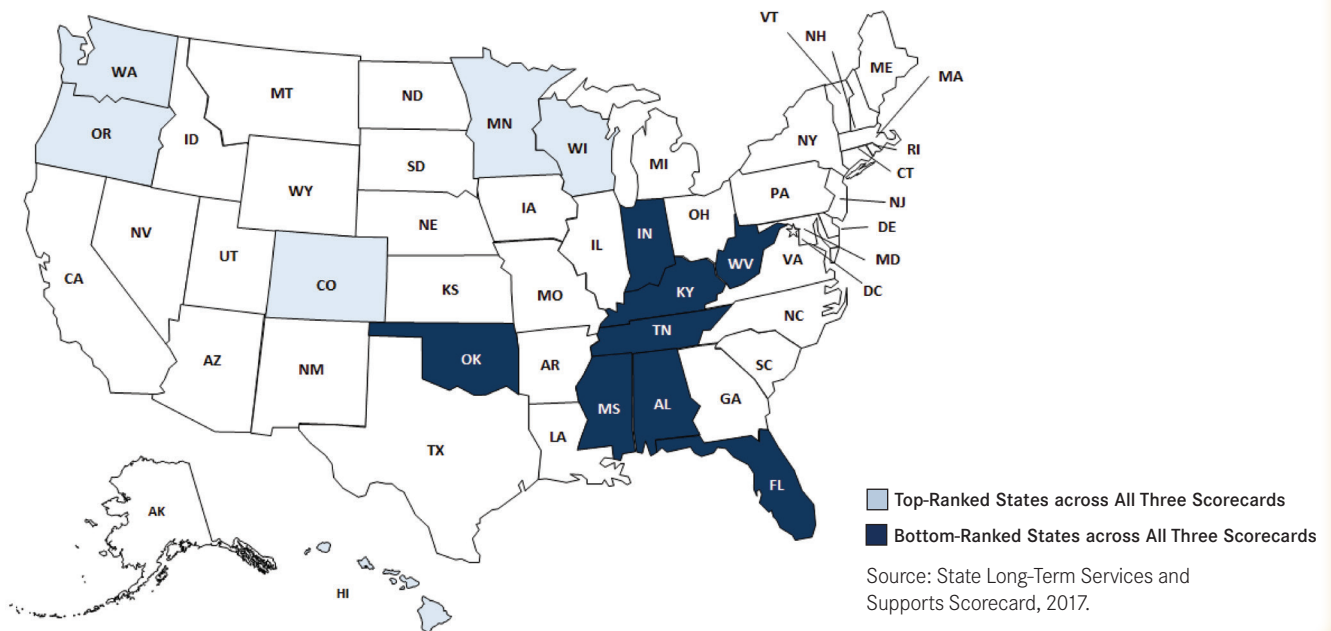 VT
NH
WA
ME
MA
MT
ND
MN
OR
ID
NY
WI
RI
SD
MI
CT
WY
PA
NJ
IA
OH
NE
DE
NV
IN
IL
UT
WV
VA
MD
CA
CO
KS
MO
KY
DC
NC
TN
OK
AR
AZ
NM
SC
MS
AL
GA
LA
TX
FL
Top-Ranked States across All Three Scorecards
AK
Bottom-Ranked States across All Three Scorecards
Source: State Long-Term Services and
Supports Scorecard, 2017.
HI